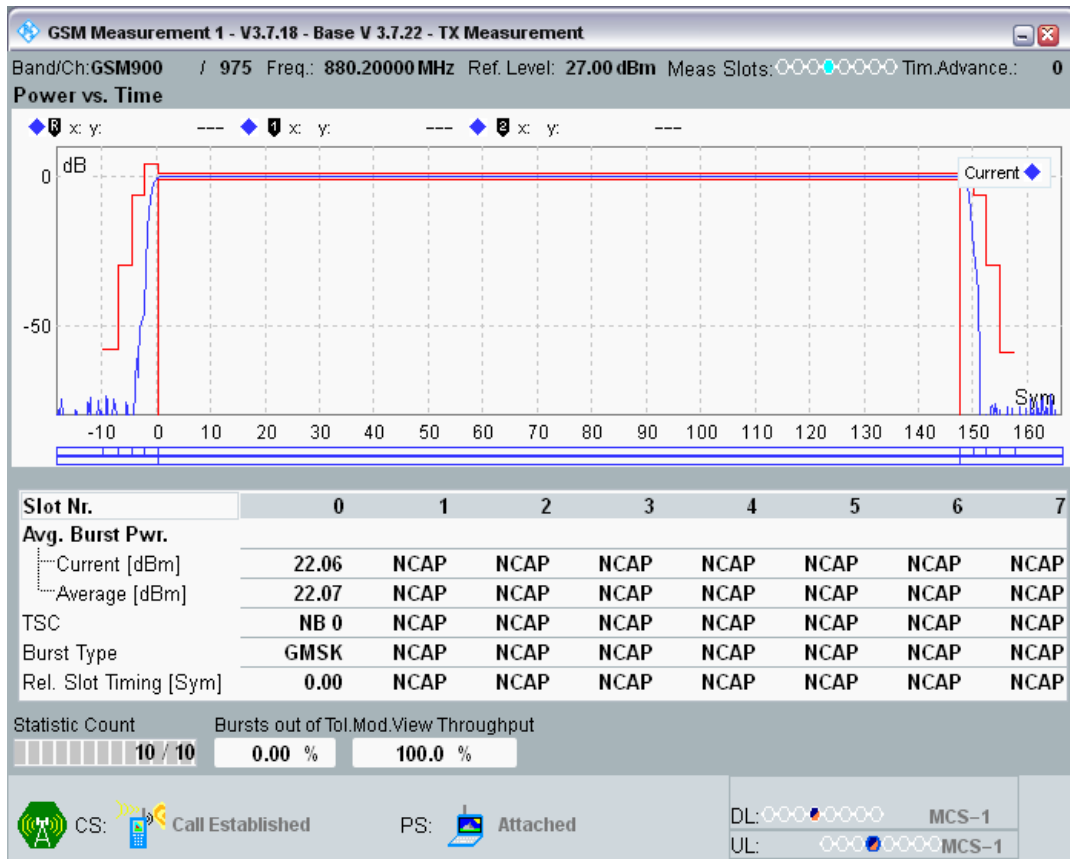 GSM Measurement 1 - V3.7.18 - Base V 3.7.22 - TX Measurement
Band/Ch:GSM900 / 975 Freq.: 880.20000 MHz Ref. Level: 27.00 dBm Meas Slots: Tim.Advance.: 0
Power vs. Time
R x: y: --- 1 x: y: --- 2 x: y: ---
dB
Current
0
-50
Sym
-10 0 10 20 30 40 50 60 70 80 90 100 110 120 130 140 150 160
Slot Nr. 0 1 2 3 4 5 6 7
Avg. Burst Pwr.
Current [dBm] 22.06 NCAP NCAP NCAP NCAP NCAP NCAP NCAP
Average [dBm] 22.07 NCAP NCAP NCAP NCAP NCAP NCAP NCAP
TSC NB 0 NCAP NCAP NCAP NCAP NCAP NCAP NCAP
Burst Type GMSK NCAP NCAP NCAP NCAP NCAP NCAP NCAP
Rel. Slot Timing [Sym] 0.00 NCAP NCAP NCAP NCAP NCAP NCAP NCAP
Statistic Count Bursts out of Tol.Mod.View Throughput
10 / 10 0.00 % 100.0 %
CS: Call Established PS: Attached DL: MCS-1
UL: MCS-1